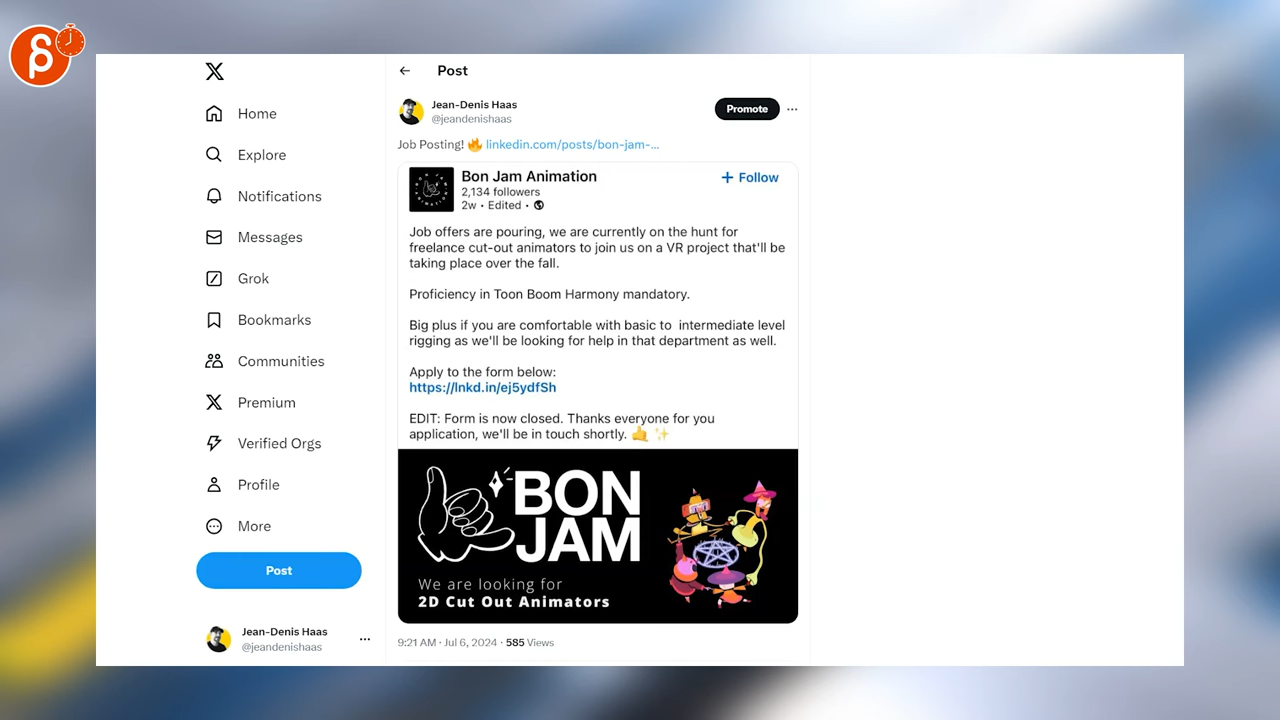 Home
Explore
Notifications
Messages
Grok
Bookmarks
Communities
Premium
Verified Orgs
Profile
More
Post
Jean-Denis Haas
@jeandenishaas
Post
Jean-Denis Haas
@jeandenishaas
Promote
Job Posting! 🔥 linkedin.com/posts/bon-jam-...
Bon Jam Animation
2,134 followers
2w • Edited •
+ Follow
Job offers are pouring, we are currently on the hunt for
freelance cut-out animators to join us on a VR project that'll be
taking place over the fall.
Proficiency in Toon Boom Harmony mandatory.
Big plus if you are comfortable with basic to intermediate level
rigging as we'll be looking for help in that department as well.
Apply to the form below:
https://lnkd.in/ej5ydfSh
EDIT: Form is now closed. Thanks everyone for you
application, we'll be in touch shortly. 🤙 ✨
BON
JAM
We are looking for
2D Cut Out Animators
9:21 AM · Jul 6, 2024 · 585 Views